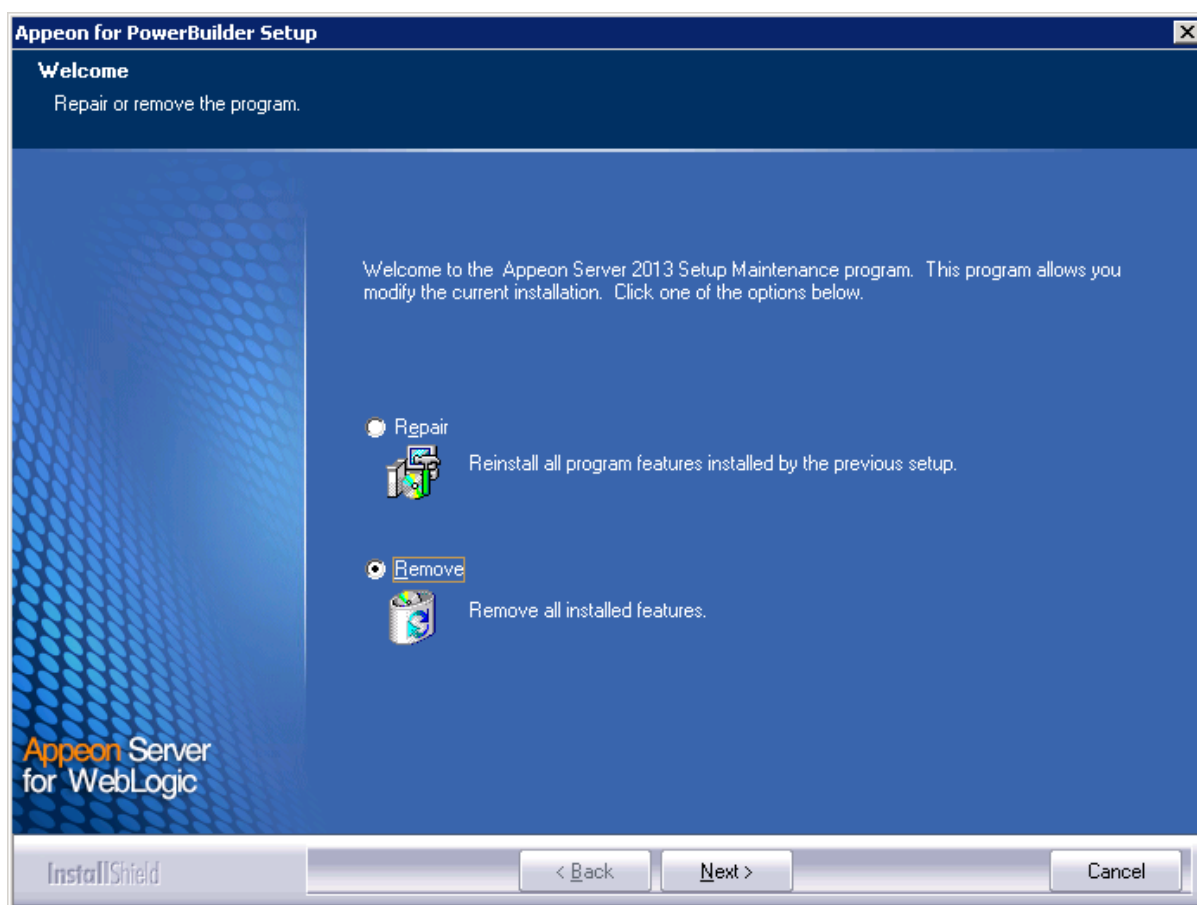 Appeon for PowerBuilder Setup
Welcome
Repair or remove the program.
Welcome to the Appeon Server 2013 Setup Maintenance program. This program allows you
modify the current installation. Click one of the options below.
Repair
Reinstall all program features installed by the previous setup.
Remove
Remove all installed features.
Appeon Server
for WebLogic
InstallShield
< Back
Next >
Cancel